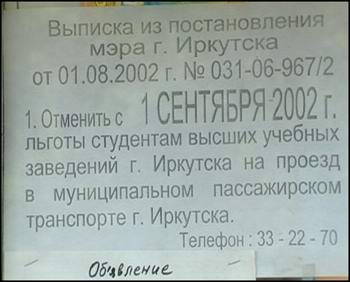 Выписка из постановления
мэра г. Иркутска
от 01.08.2002 г. № 031-06-967/2
1. Отменить с 1 СЕНТЯБРЯ 2002 г.
льготы студентам высших учебных
заведений г. Иркутска на проезд
в муниципальном пассажирском
транспорте г. Иркутска.
Телефон : 33 - 22 - 70
Общвление